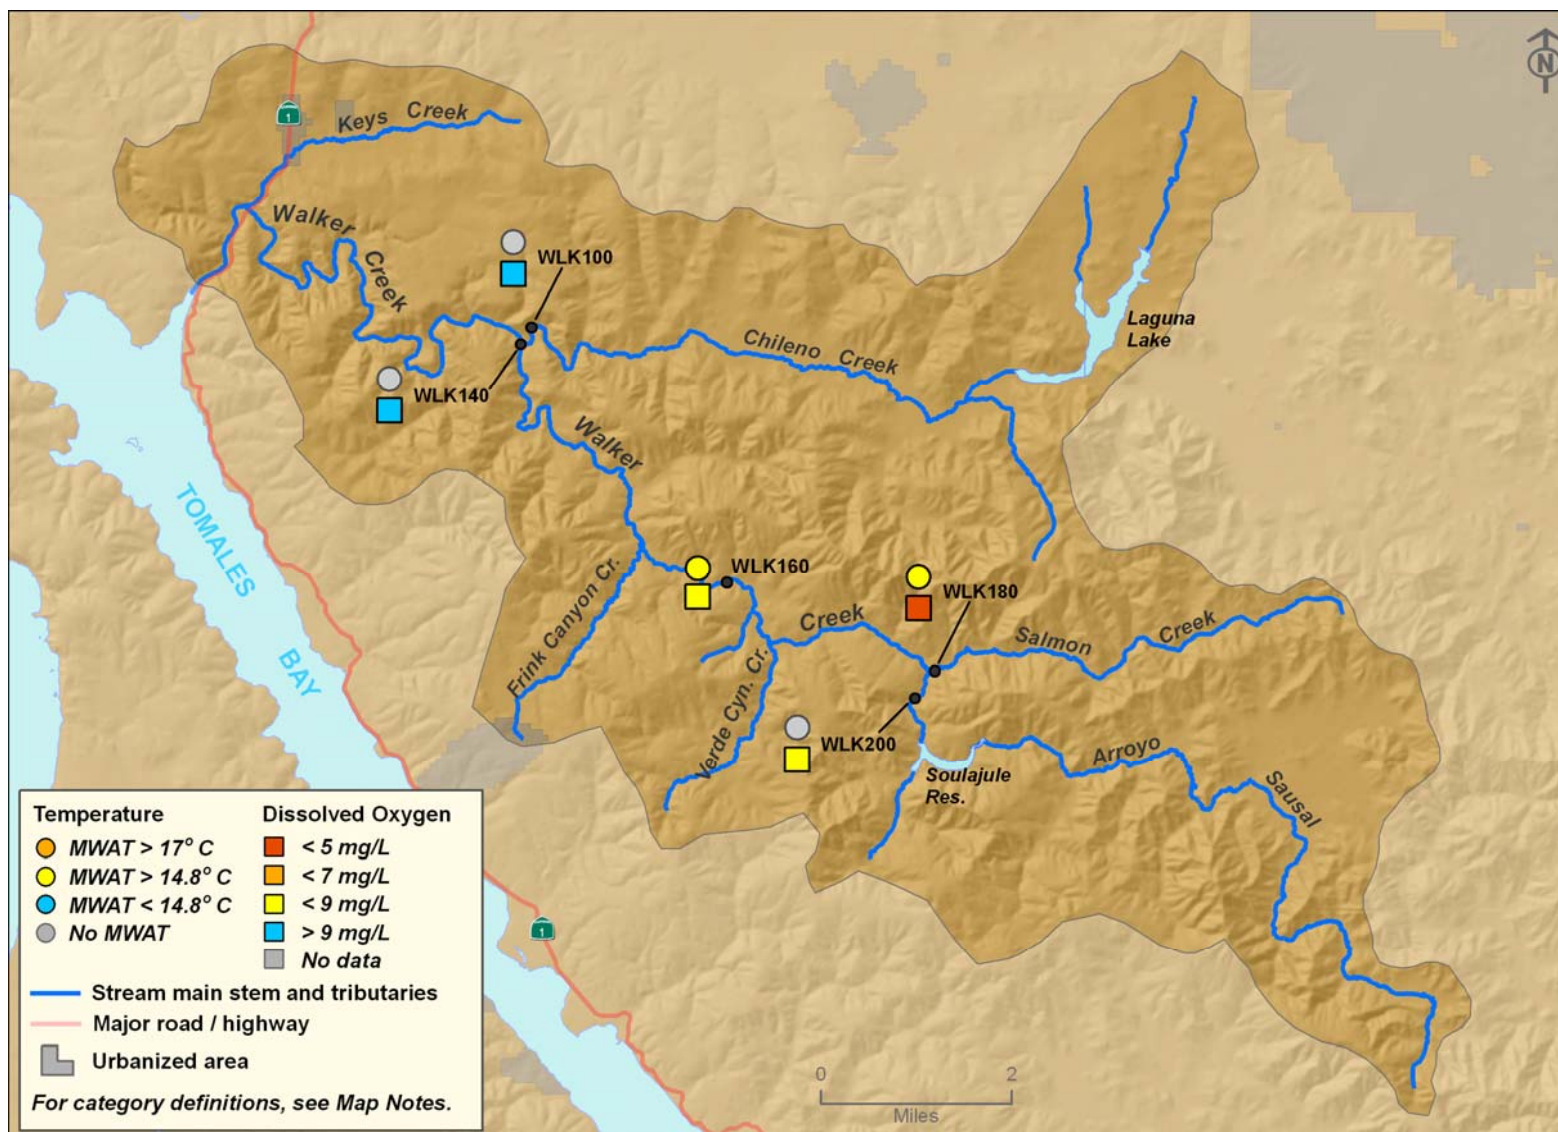 N
1
Keys Creek
Walker
Creek
WLK100
Laguna
Lake
Chileno Creek
WLK140
Walker
TOMALES
BAY
WLK160
Frink Canyon Cr.
Creek
WLK180
Salmon
Creek
Verde Cyn. Cr.
WLK200
Arroyo
Sausal
Soulajule
Res.
Temperature
MWAT > 17° C
MWAT > 14.8° C
MWAT < 14.8° C
No MWAT
Dissolved Oxygen
< 5 mg/L
< 7 mg/L
< 9 mg/L
> 9 mg/L
No data
Stream main stem and tributaries
Major road / highway
Urbanized area
For category definitions, see Map Notes.
1
0 2
Miles